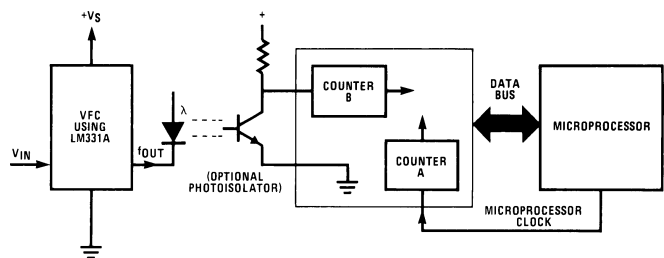 +VS
VFC
USING
LM331A
VIN
fOUT
λ
(OPTIONAL
PHOTOISOLATOR)
+
COUNTER
B
COUNTER
A
DATA
BUS
MICROPROCESSOR
MICROPROCESSOR
CLOCK